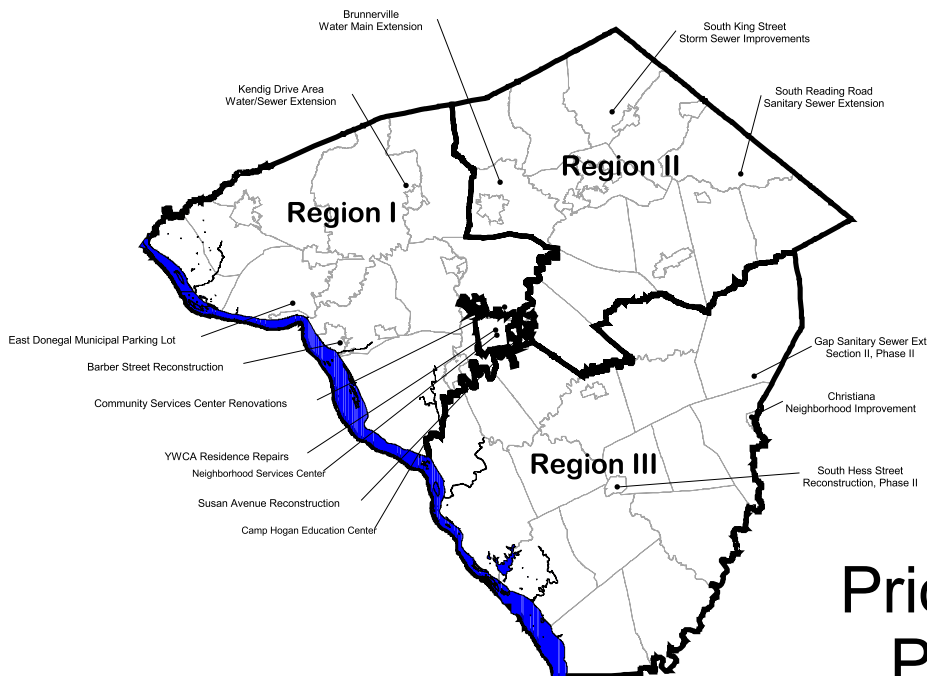 Brunnerville
Water Main Extension
South King Street
Storm Sewer Improvements
Kendig Drive Area
Water/Sewer Extension
South Reading Road
Sanitary Sewer Extension
Region II
Region I
East Donegal Municipal Parking Lot
Barber Street Reconstruction
Gap Sanitary Sewer Ext
Section II, Phase II
Community Services Center Renovations
Christiana
Neighborhood Improvement
YWCA Residence Repairs
Neighborhood Services Center
Region III
South Hess Street
Reconstruction, Phase II
Susan Avenue Reconstruction
Camp Hogan Education Center